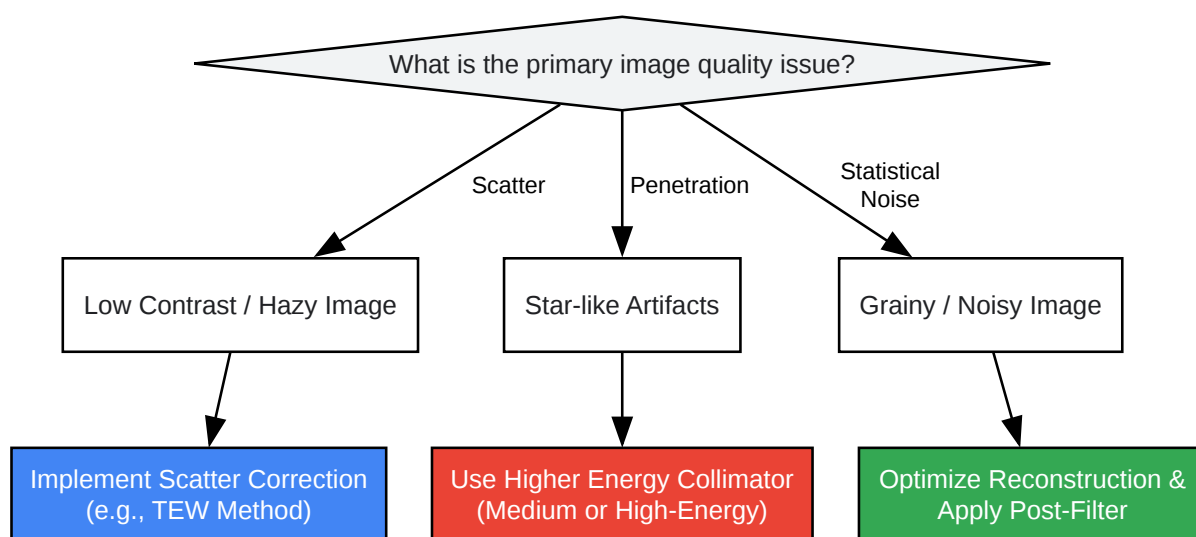 What is the primary image quality issue?
Scatter
Penetration
Statistical
Noise
Low Contrast / Hazy Image
Star-like Artifacts
Grainy / Noisy Image
Implement Scatter Correction
(e.g., TEW Method)
Use Higher Energy Collimator
(Medium or High-Energy)
Optimize Reconstruction &
Apply Post-Filter